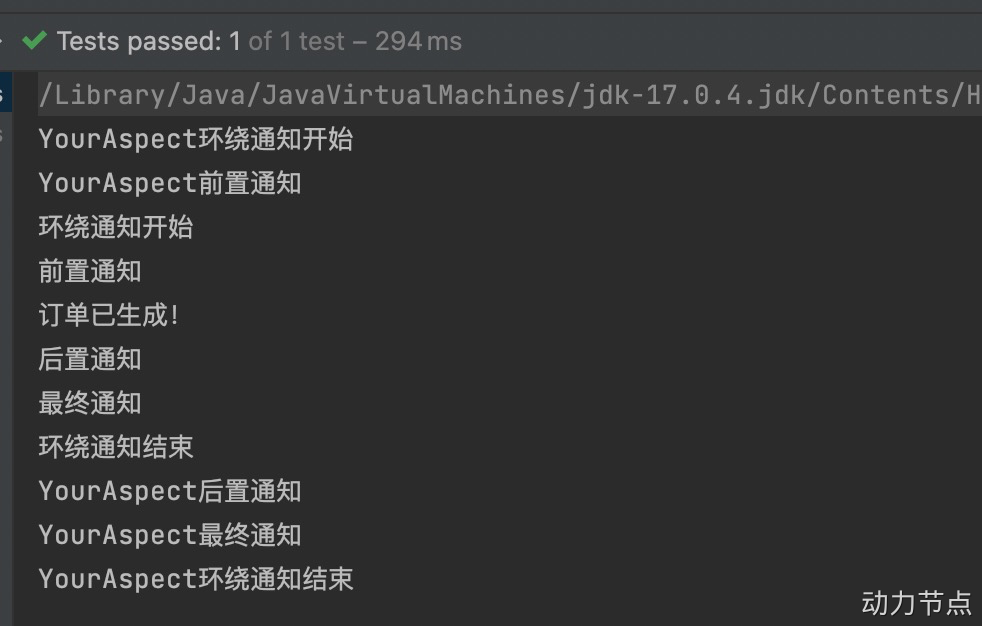 Tests passed: 1 of 1 test – 294 ms
/Library/Java/JavaVirtualMachines/jdk-17.0.4.jdk/Contents/H
YourAspect环绕通知开始
YourAspect前置通知
环绕通知开始
前置通知
订单已生成!
后置通知
最终通知
环绕通知结束
YourAspect后置通知
YourAspect最终通知
YourAspect环绕通知结束
动力节点